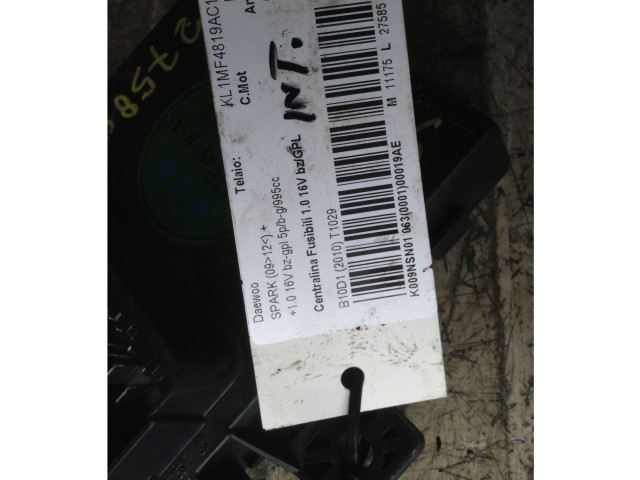 Daewoo
SPARK (09>12<) +
+1.0 16V bz-gpl 5p/b-g/995cc
Centralina Fusibili 1.0 16V bz/GPL
B10D1 (2010) T1029
K009NSN01 063(0001)00019AE
Telaio:
KL1MF4819AC1
C.Mot
INT.
M 11175 L 27585
2758